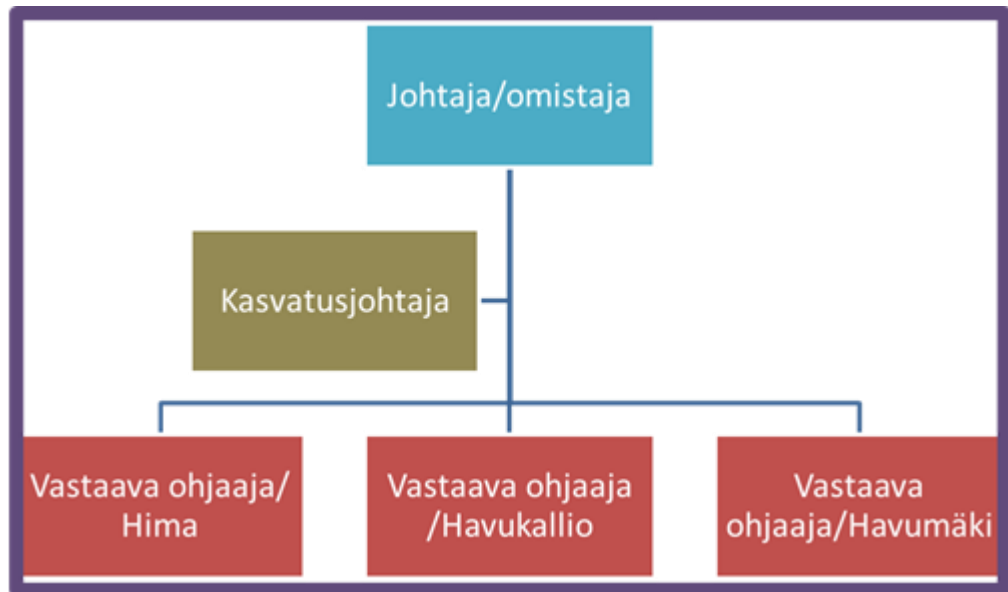 Johtaja/omistaja
Kasvatusjohtaja
Vastaava ohjaaja/
Hima
Vastaava ohjaaja
/Havukallio
Vastaava
ohjaaja/Havumäki